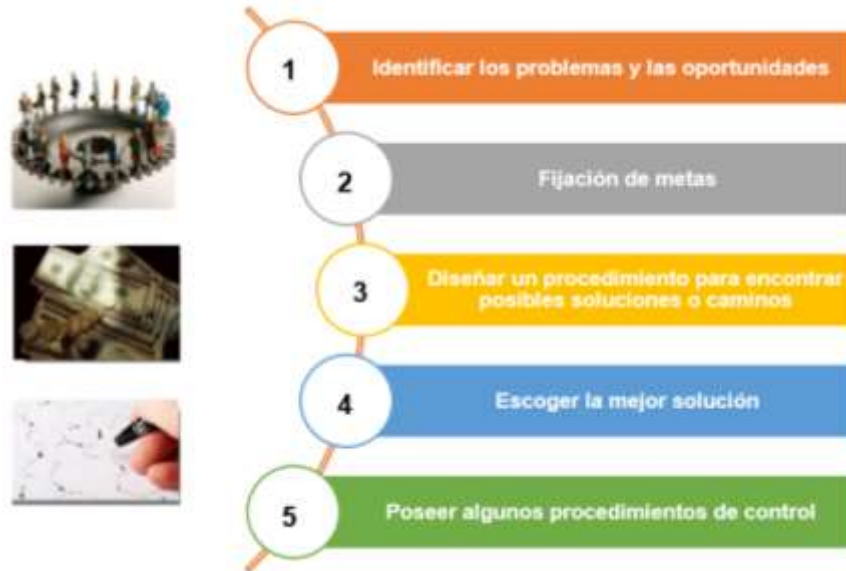 1
Identificar los problemas y las oportunidades
2
Fijación de metas
3
Diseñar un procedimiento para encontrar
posibles soluciones o caminos
4
Escoger la mejor solución
5
Poseer algunos procedimientos de control